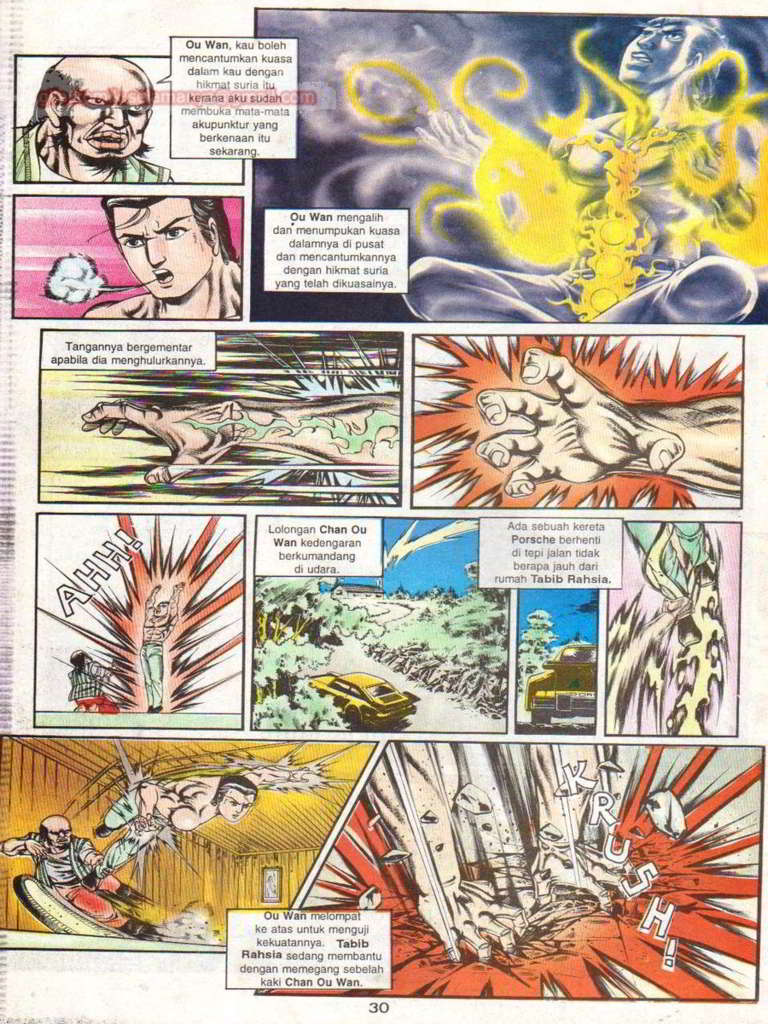 Ou Wan, kau boleh
mencantumkan kuasa
dalam kau dengan
hikmat suria itu
kerana aku sudah
membuka mata-mata
akupunktur yang
berkenaan itu
sekarang.
Ou Wan mengalih
dan menumpukan kuasa
dalamnya di pusat
dan mencantumkannya
dengan hikmat suria
yang telah dikuasainya.
Tangannya bergementar
apabila dia menghulurkannya.
AHH!
Lolongan Chan Ou
Wan kedengaran
berkumandang
di udara.
Ada sebuah kereta
Porsche berhenti
di tepi jalan tidak
berapa jauh dari
rumah Tabib Rahsia.
Ou Wan melompat
ke atas untuk menguji
kekuatannya. Tabib
Rahsia sedang membantu
dengan memegang sebelah
kaki Chan Ou Wan.
KRUSH!
30